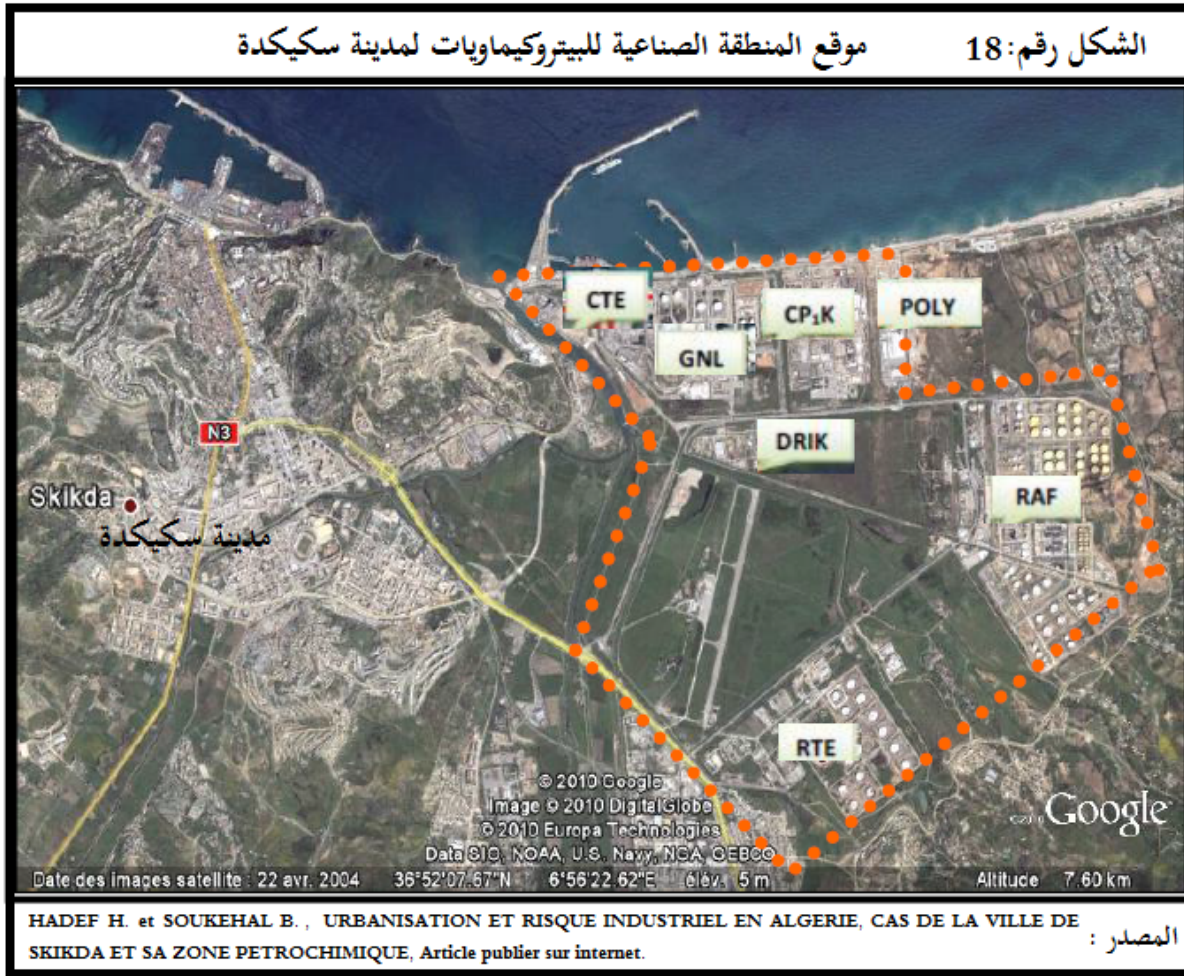 الشكل رقم:18 موقع المنطقة الصناعية للبيتروكيماويات لمدينة سكيكدة
CTE
GNL
CP₁K
POLY
DRIK
RAF
N3
Skikda
مدينة سكيكدة
RTE
© 2010 Google
Image © 2010 DigitalGlobe
© 2010 Europa Technologies
Data SIO, NOAA, U.S. Navy, NGA, GEBCO
©2010 Google
Date des images satellite : 22 avr. 2004 36°52'07.67"N 6°56'22.62"E élév. 5 m Altitude 7.60 km
المصدر :
HADEF H. et SOUKEHAL B. , URBANISATION ET RISQUE INDUSTRIEL EN ALGERIE, CAS DE LA VILLE DE
SKIKDA ET SA ZONE PETROCHIMIQUE, Article publier sur internet.